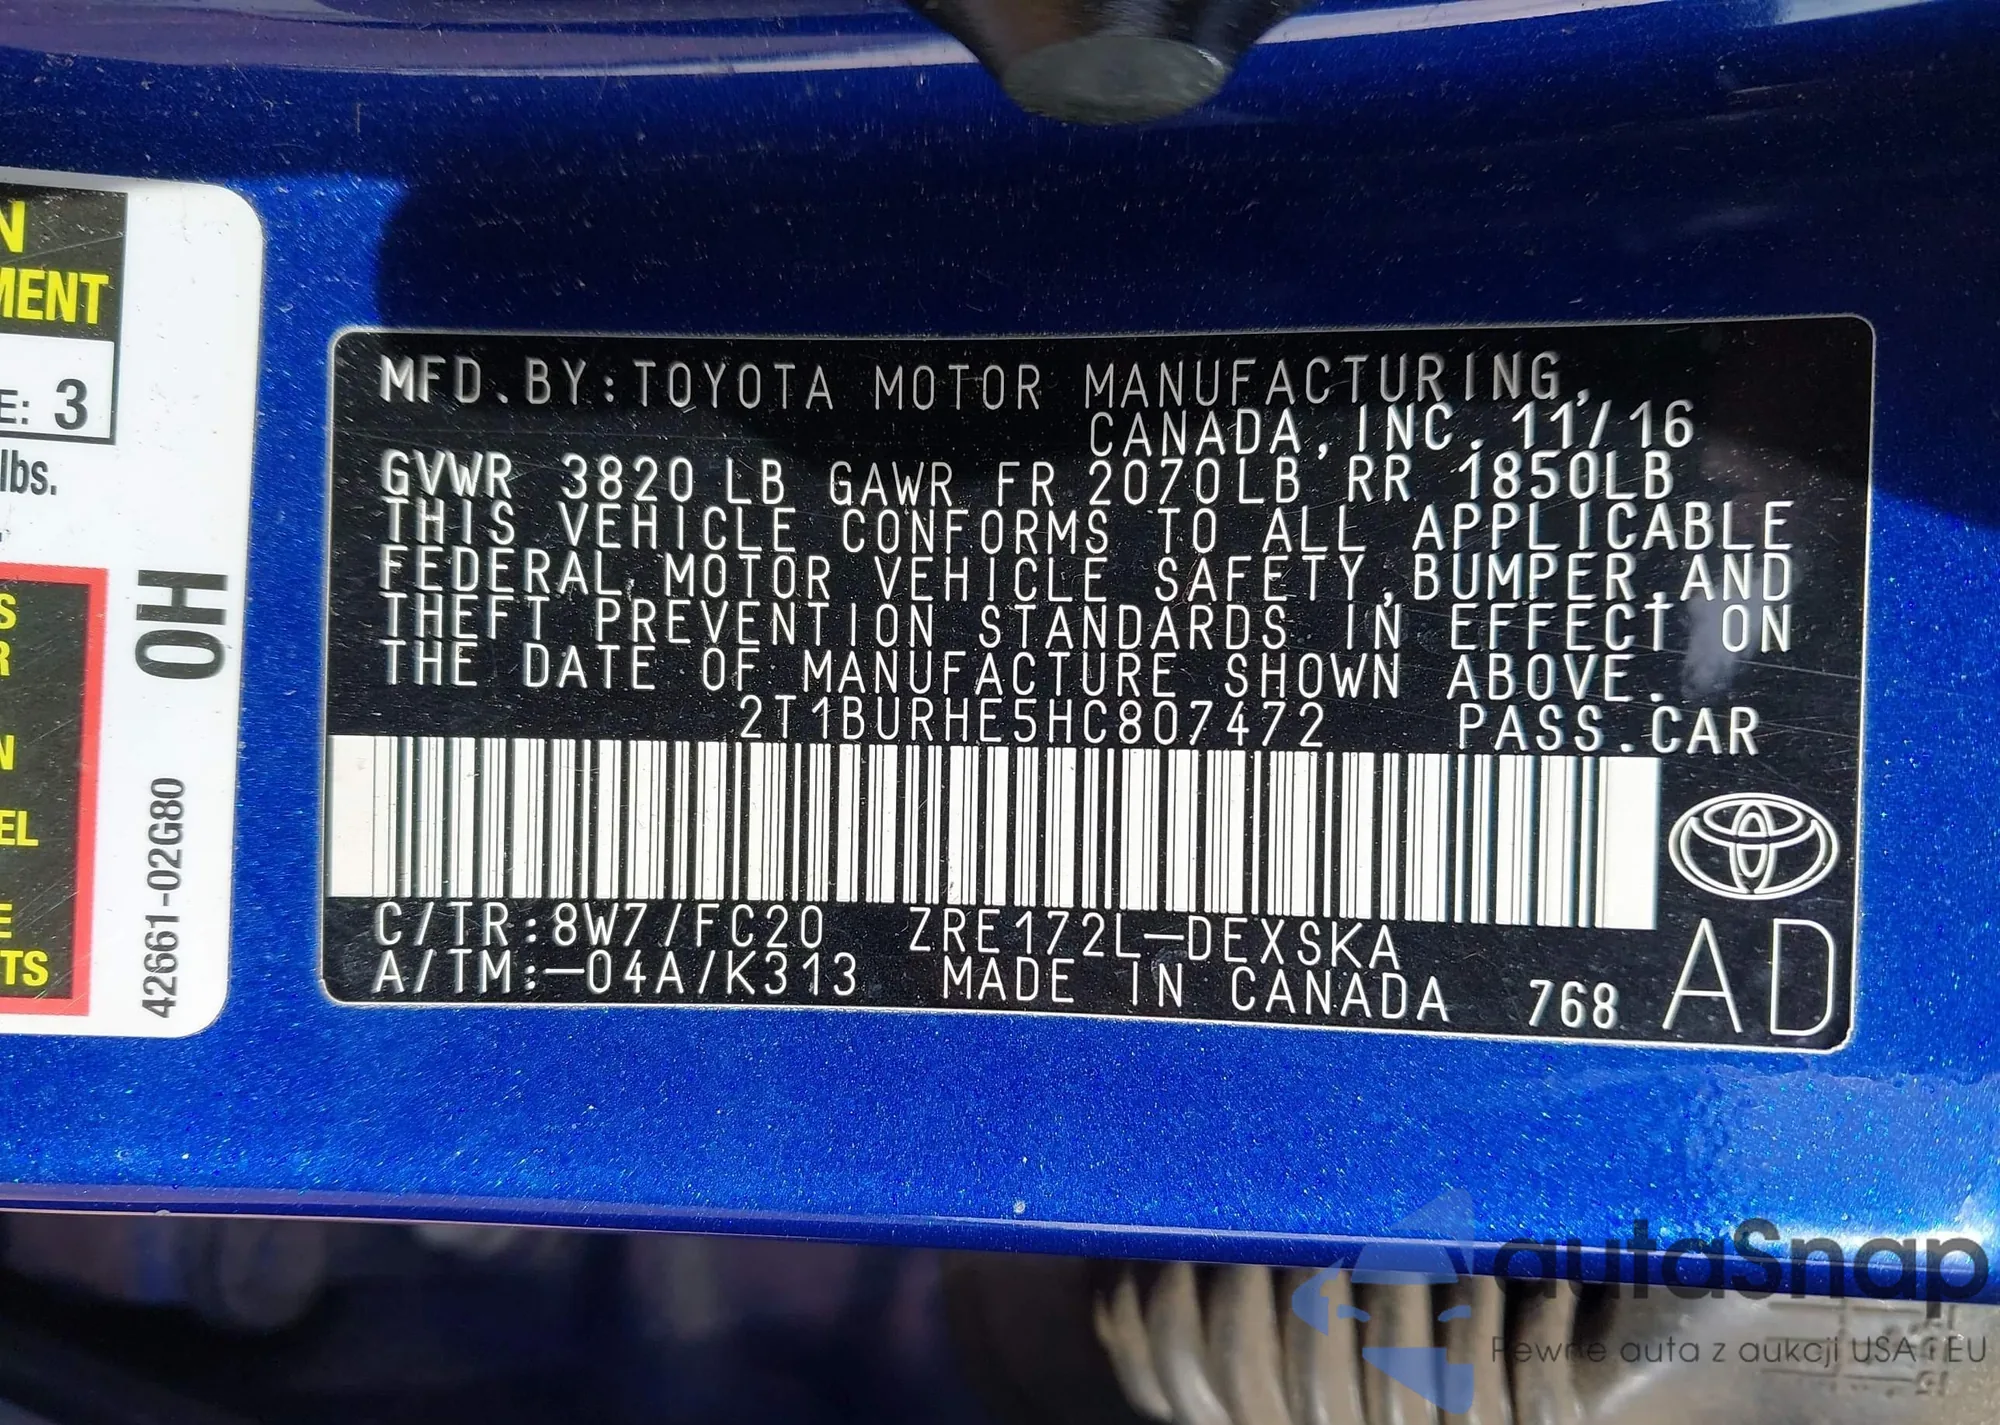 N
MENT
E: 3
lbs.
S
R
N
EL
E
TS
OH
42661-02G80
MFD.BY:TOYOTA MOTOR MANUFACTURING,
CANADA, INC. 11/16
GVWR 3820 LB GAWR FR 2070LB RR 1850LB
THIS VEHICLE CONFORMS TO ALL APPLICABLE
FEDERAL MOTOR VEHICLE SAFETY,BUMPER,AND
THEFT PREVENTION STANDARDS IN EFFECT ON
THE DATE OF MANUFACTURE SHOWN ABOVE.
2T1BURHE5HC807472 PASS.CAR
C/TR:8W7/FC20 ZRE172L-DEXSKA
A/TM:-04A/K313 MADE IN CANADA 768
AD
autaSnap
Pewne auta z aukcji USA i EU